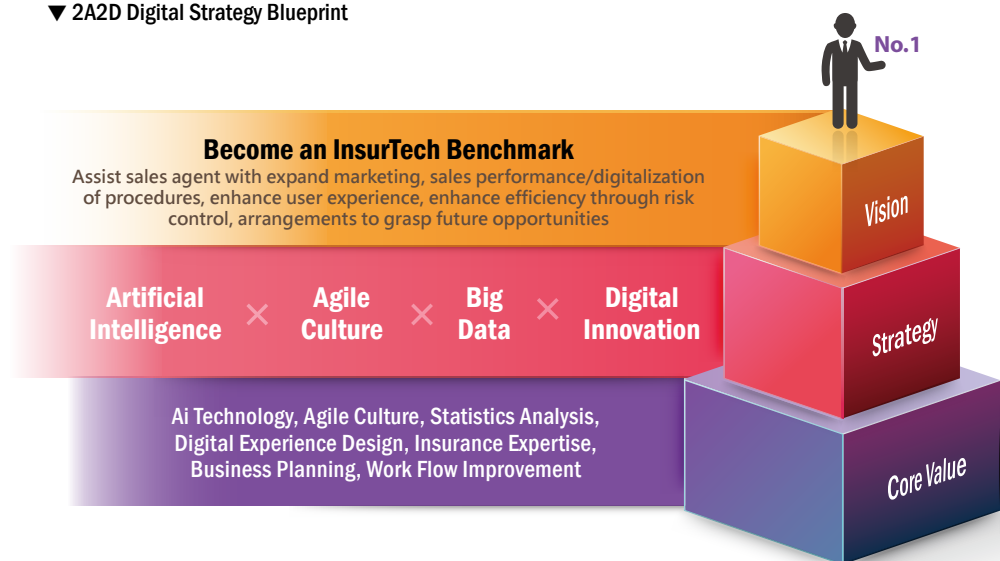 ▼ 2A2D Digital Strategy Blueprint
No.1
Become an InsurTech Benchmark
Assist sales agent with expand marketing, sales performance/digitalization
of procedures, enhance user experience, enhance efficiency through risk
control, arrangements to grasp future opportunities
Vision
Artificial
Intelligence
×
Agile
Culture
×
Big
Data
×
Digital
Innovation
Strategy
Ai Technology, Agile Culture, Statistics Analysis,
Digital Experience Design, Insurance Expertise,
Business Planning, Work Flow Improvement
Core Value